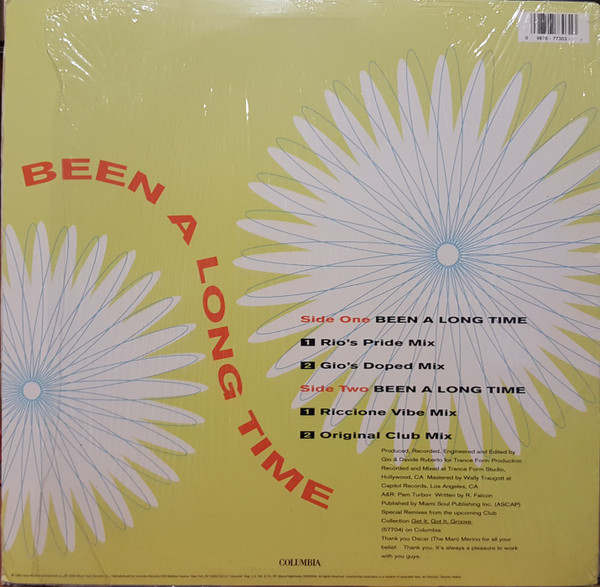 BEEN A LONG TIME
Side One BEEN A LONG TIME
1 Rio's Pride Mix
2 Gio's Doped Mix
Side Two BEEN A LONG TIME
1 Riccione Vibe Mix
2 Original Club Mix
Produced, Recorded, Engineered and Edited by
Gio & Davide Ruberto for Trance Form Production
Recorded and Mixed at Trance Form Studio,
Hollywood, CA Mastered by Wally Traugott at
Capitol Records, Los Angeles, CA
A&R: Pam Turbov Written by R. Falcon
Published by Miami Soul Publishing Inc. (ASCAP)
Special Remixes from the upcoming Club
Collection Get It, Got It, Groove
(57704) on Columbia.
Thank you Oscar (The Man) Merino for all your
belief. Thank you. It's always a pleasure to work
with you guys.
COLUMBIA